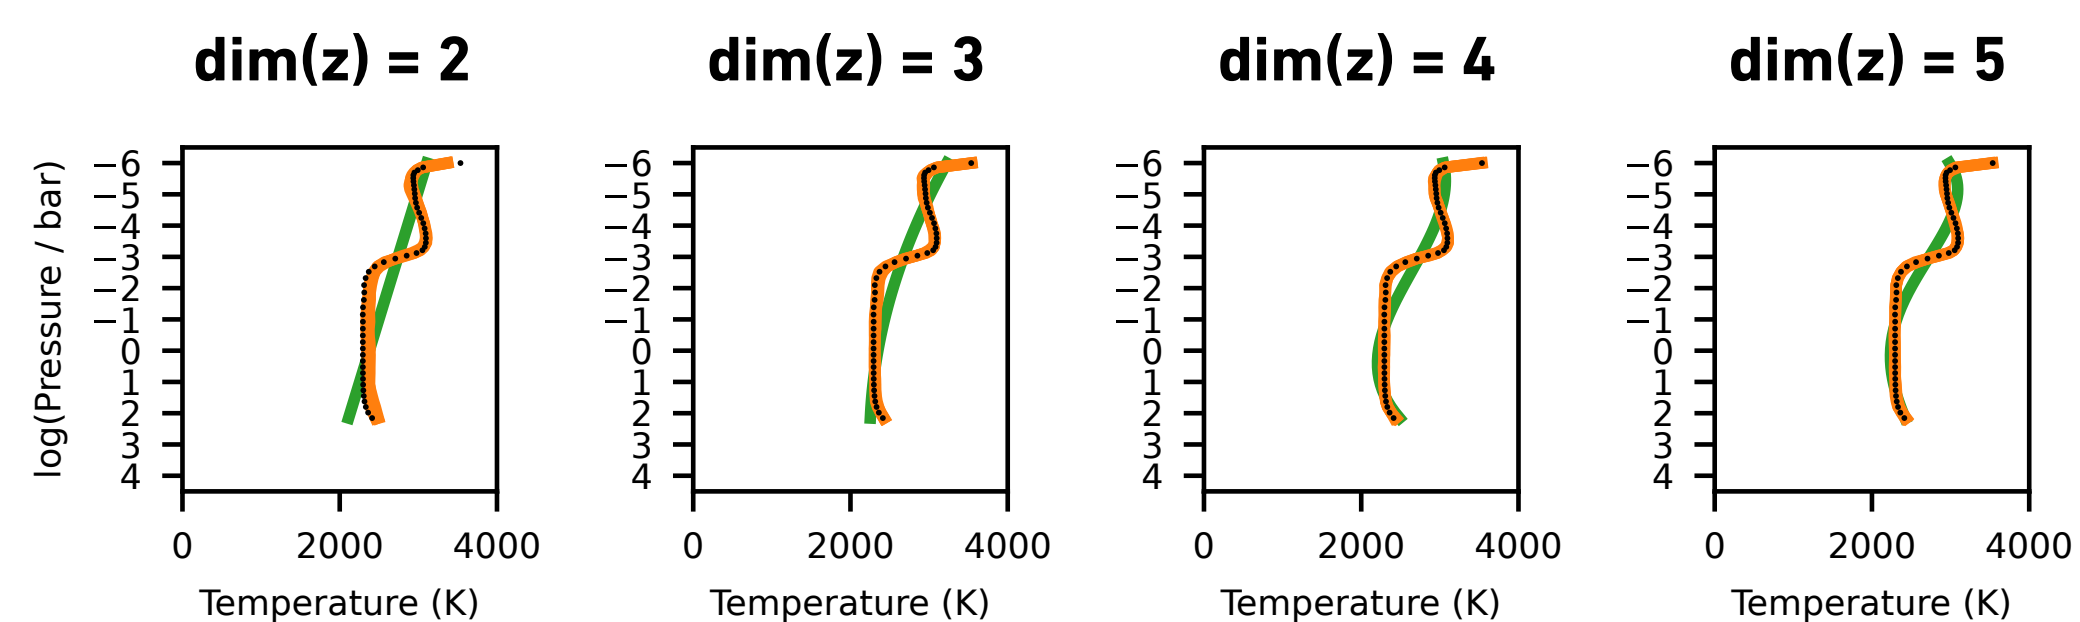 dim(z) = 2 dim(z) = 3 dim(z) = 4 dim(z) = 5
log(Pressure / bar)
−6 −6 −6 −6
−5 −5 −5 −5
−4 −4 −4 −4
−3 −3 −3 −3
−2 −2 −2 −2
−1 −1 −1 −1
0 0 0 0
1 1 1 1
2 2 2 2
3 3 3 3
4 4 4 4
0 2000 4000 0 2000 4000 0 2000 4000 0 2000 4000
Temperature (K) Temperature (K) Temperature (K) Temperature (K)